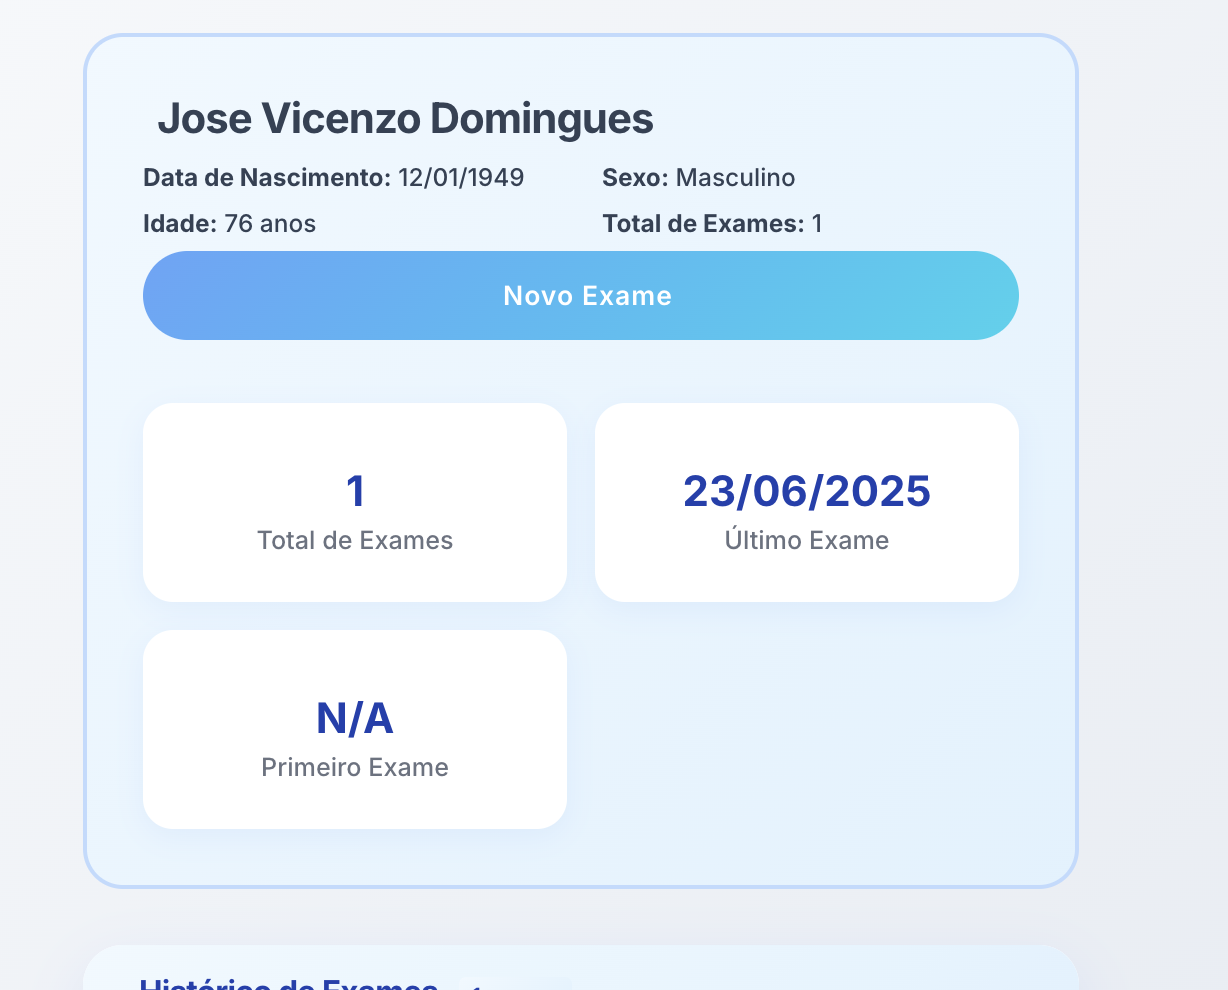 Jose Vicenzo Domingues
Data de Nascimento: 12/01/1949
Sexo: Masculino
Idade: 76 anos
Total de Exames: 1
Novo Exame
1
Total de Exames
23/06/2025
Último Exame
N/A
Primeiro Exame
Histórico de Exames